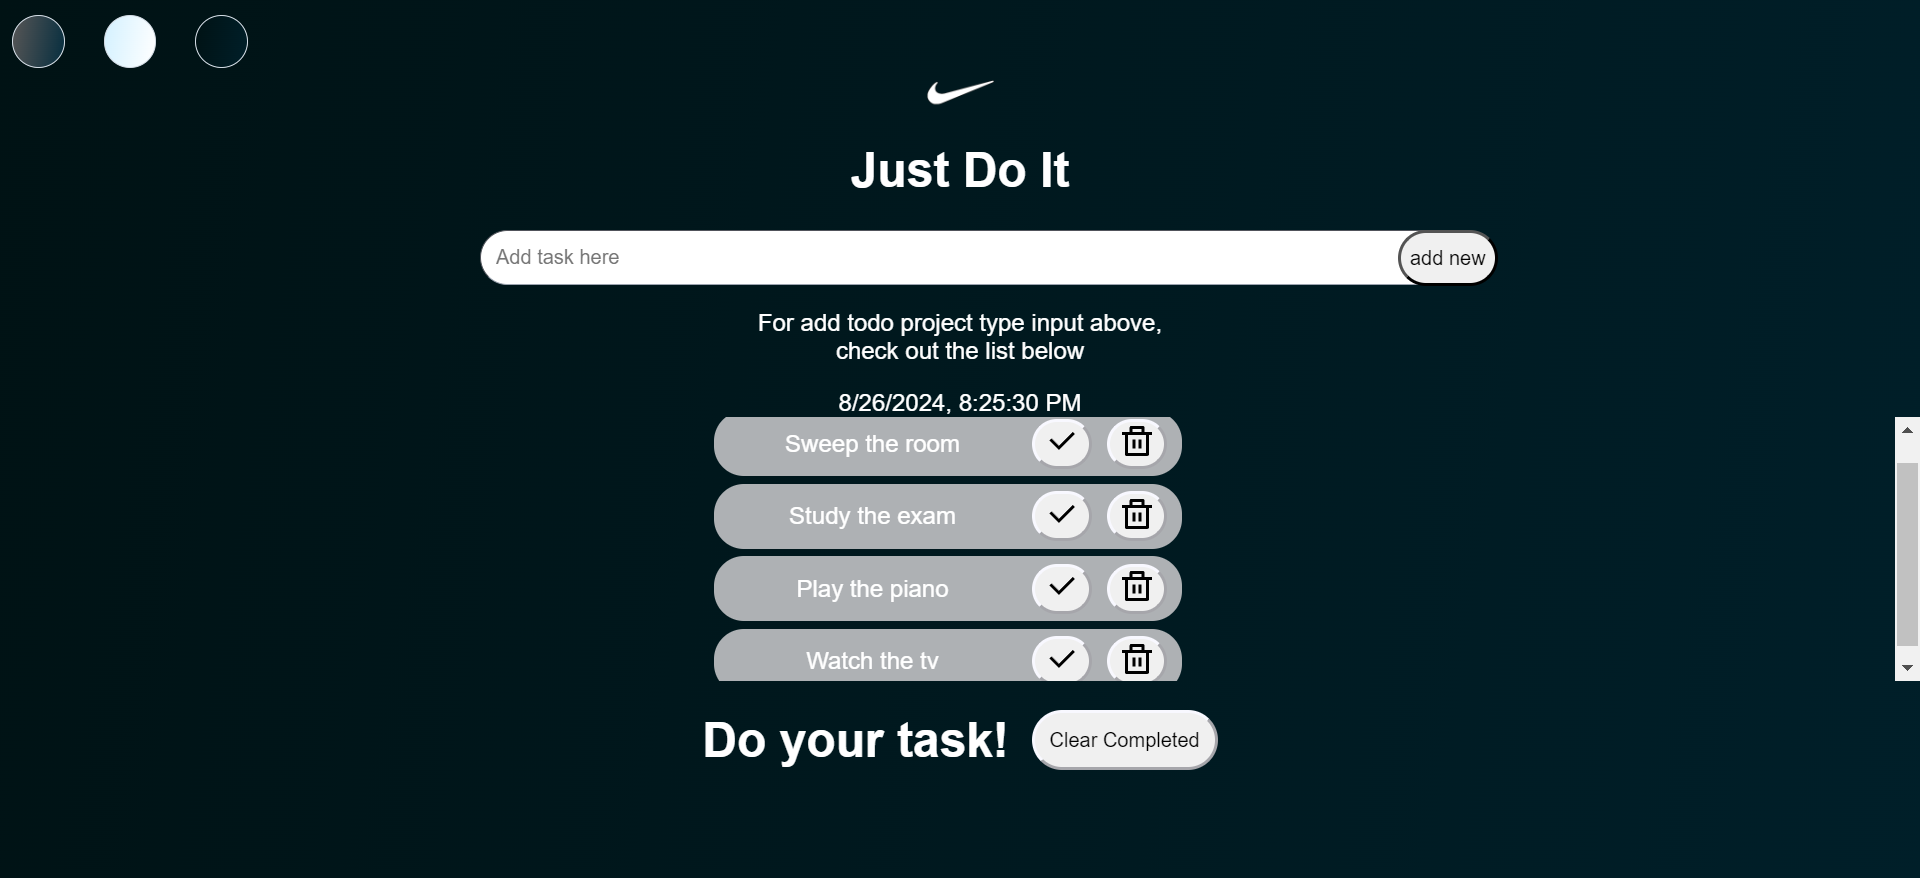 Just Do It
Add task here
add new
For add todo project type input above,
check out the list below
8/26/2024, 8:25:30 PM
Sweep the room
Study the exam
Play the piano
Watch the tv
Do your task!
Clear Completed